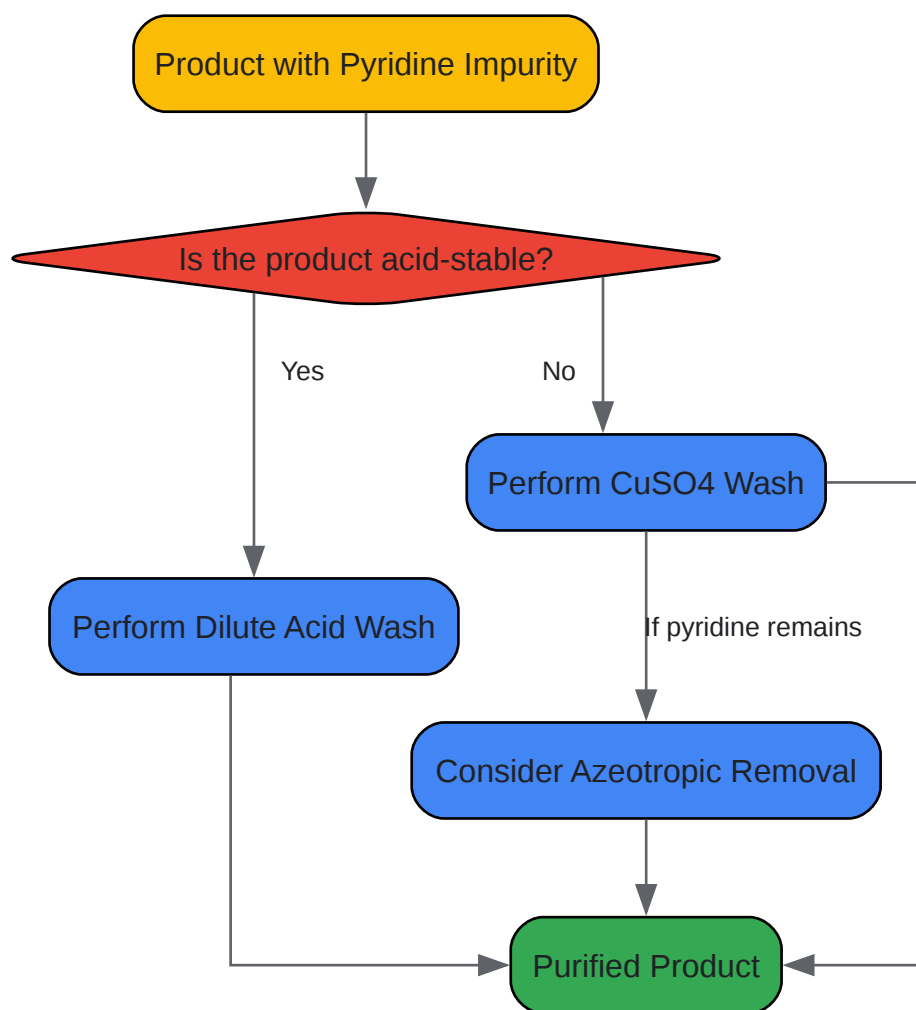 Product with Pyridine Impurity
Is the product acid-stable?
Yes
No
Perform CuSO4 Wash
Perform Dilute Acid Wash
If pyridine remains
Consider Azeotropic Removal
Purified Product